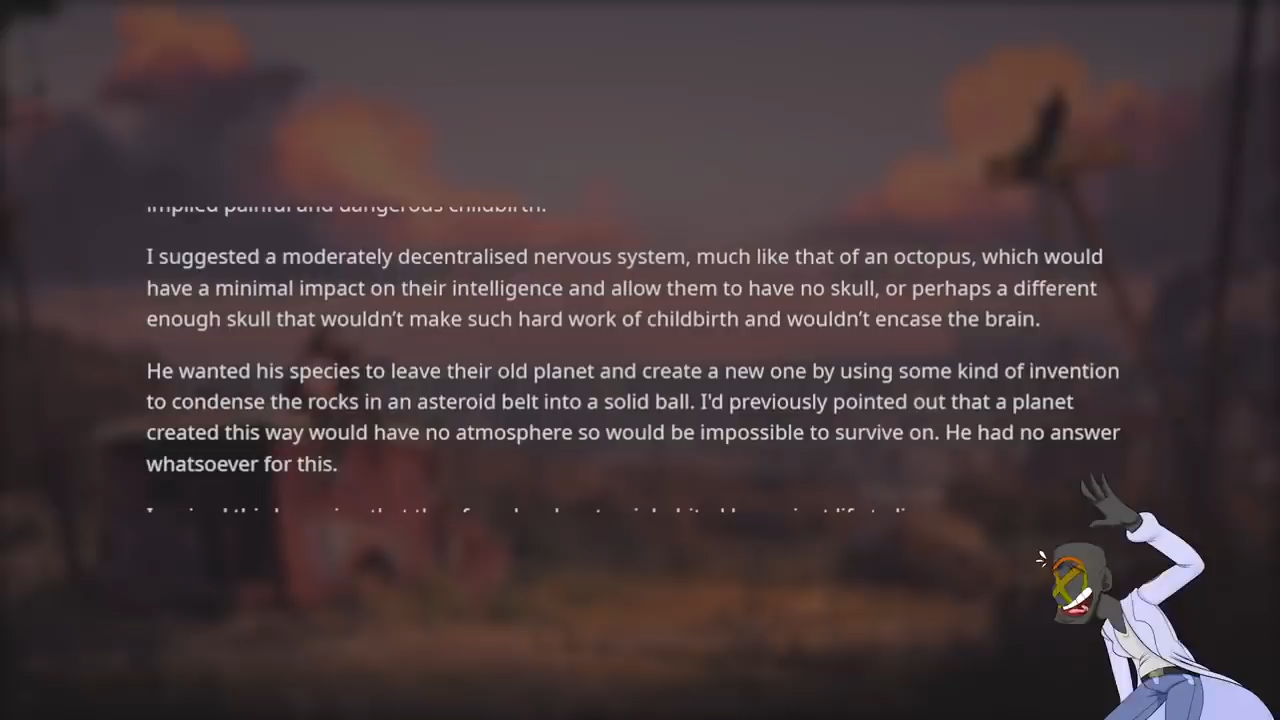 implied painful and dangerous childbirth.
I suggested a moderately decentralised nervous system, much like that of an octopus, which would
have a minimal impact on their intelligence and allow them to have no skull, or perhaps a different
enough skull that wouldn’t make such hard work of childbirth and wouldn’t encase the brain.
He wanted his species to leave their old planet and create a new one by using some kind of invention
to condense the rocks in an asteroid belt into a solid ball. I'd previously pointed out that a planet
created this way would have no atmosphere so would be impossible to survive on. He had no answer
whatsoever for this.